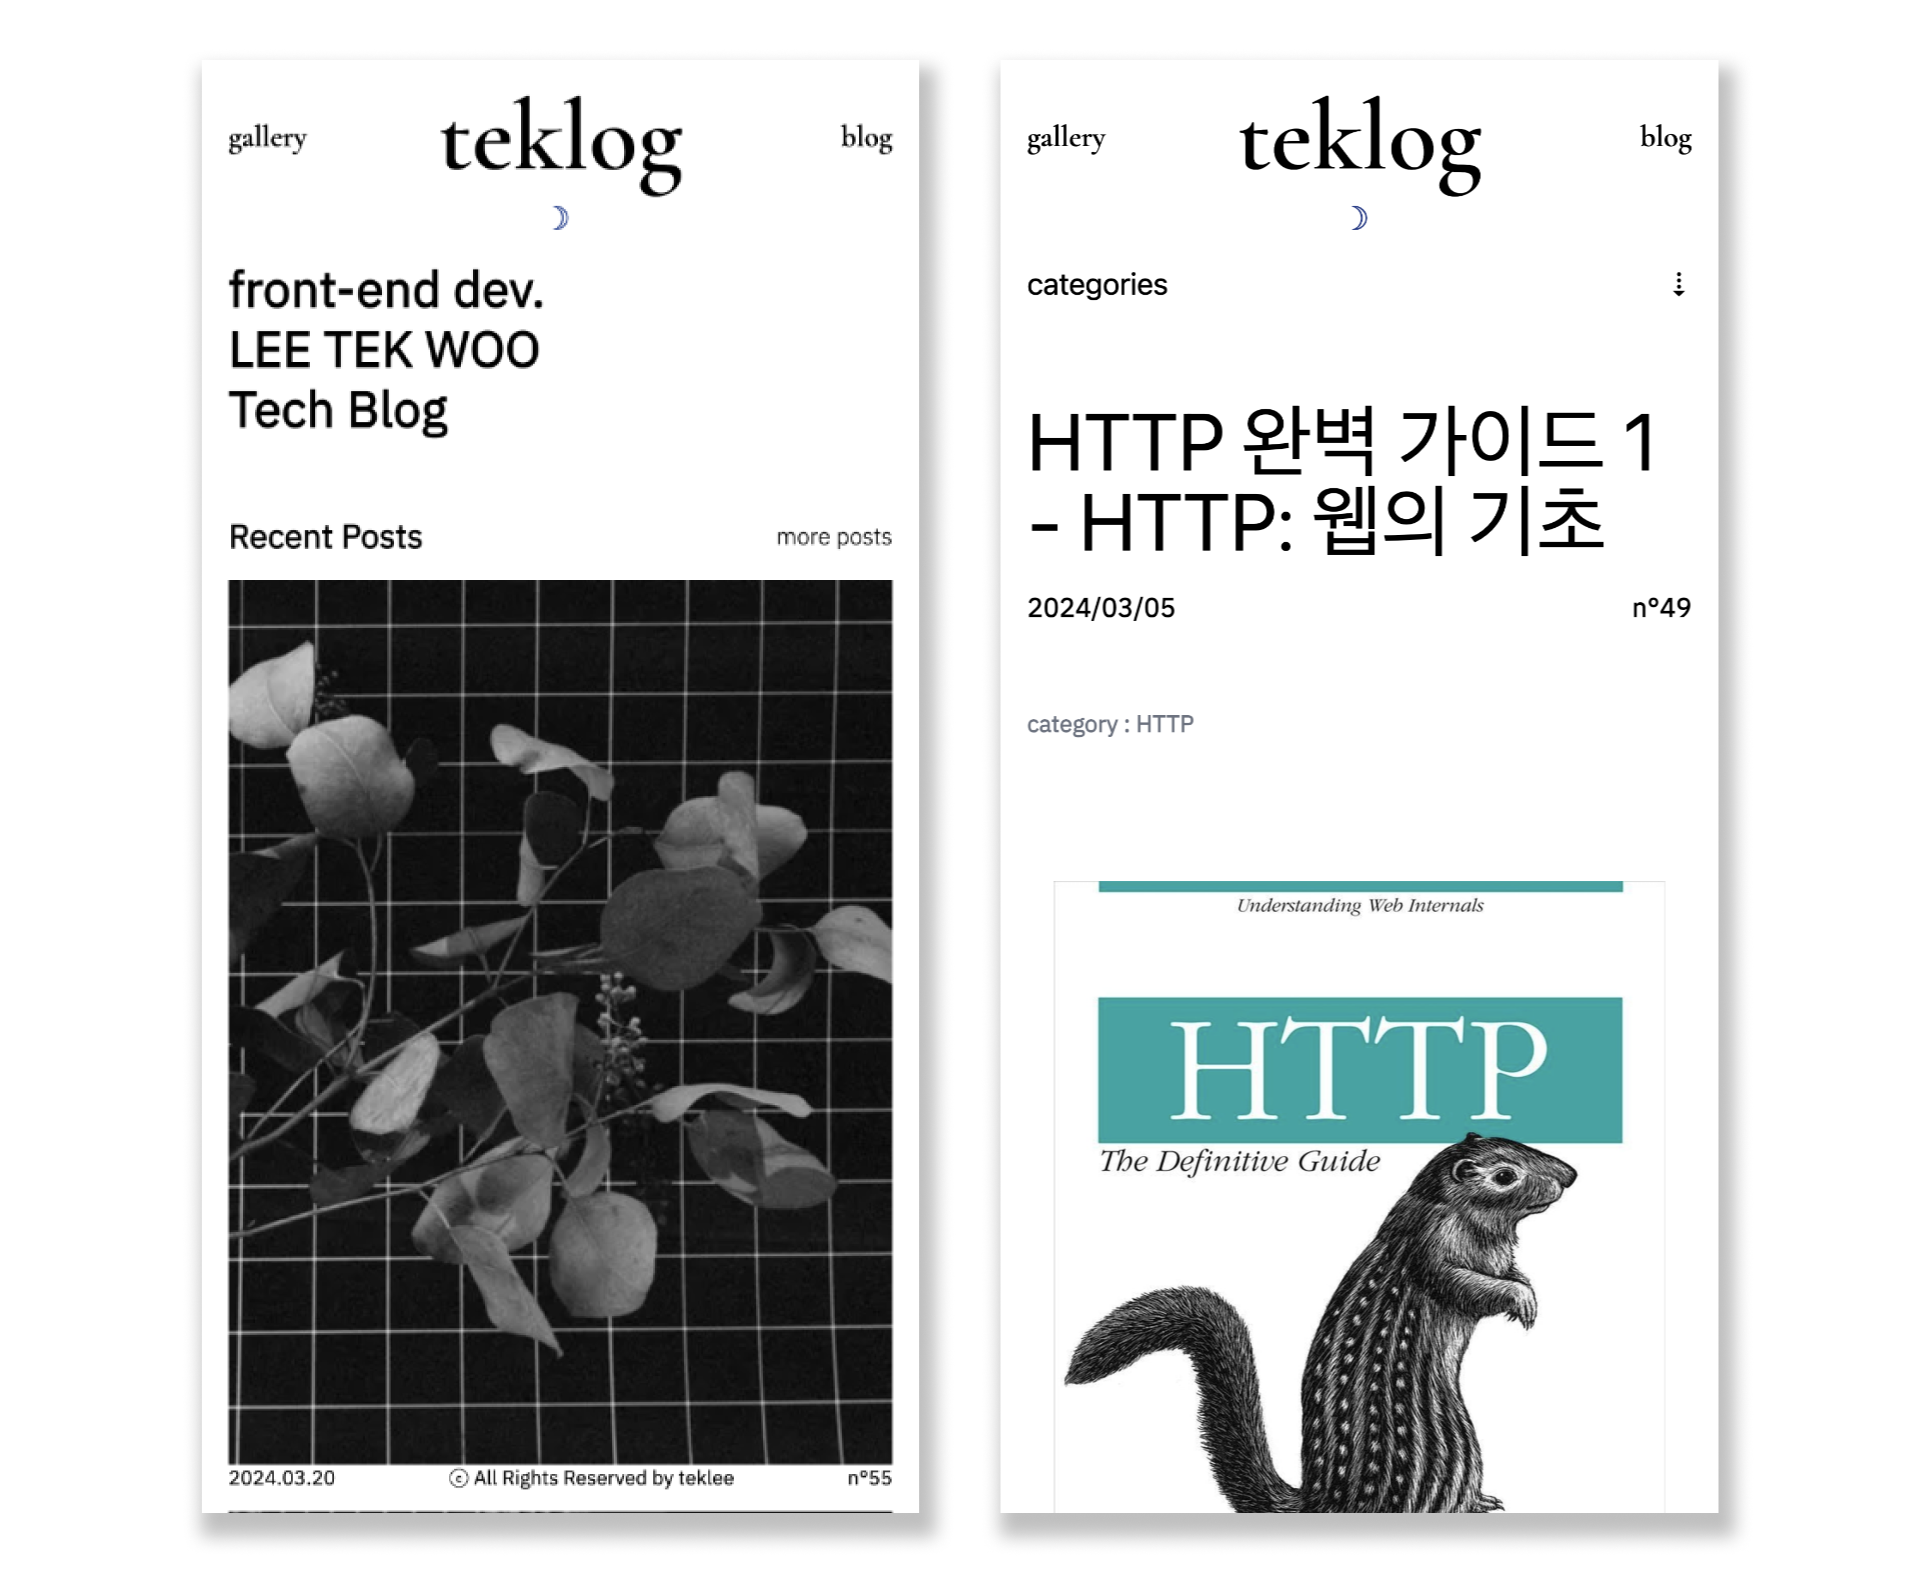 gallery teklog blog
front-end dev.
LEE TEK WOO
Tech Blog
Recent Posts more posts
2024.03.20 ⓒ All Rights Reserved by teklee n°55
gallery teklog blog
categories
HTTP 완벽 가이드 1
- HTTP: 웹의 기초
2024/03/05 n°49
category : HTTP
Understanding Web Internals
HTTP
The Definitive Guide